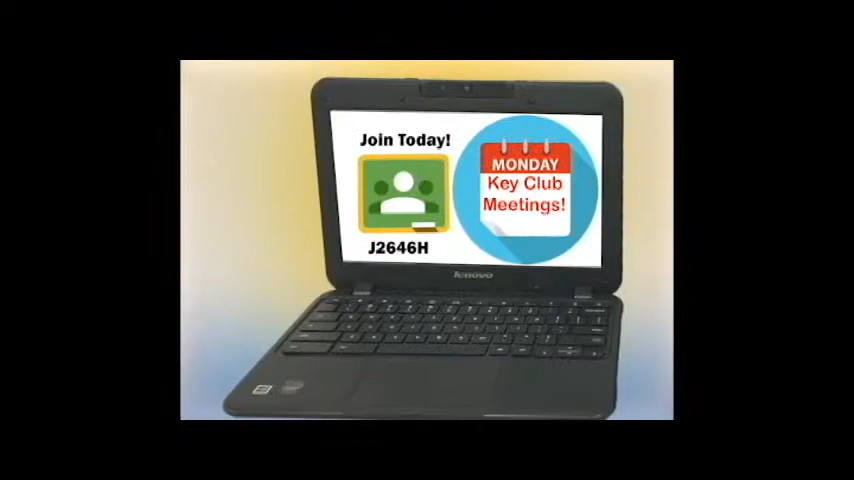 Join Today!
J2646H
MONDAY
Key Club
Meetings!
lenovo